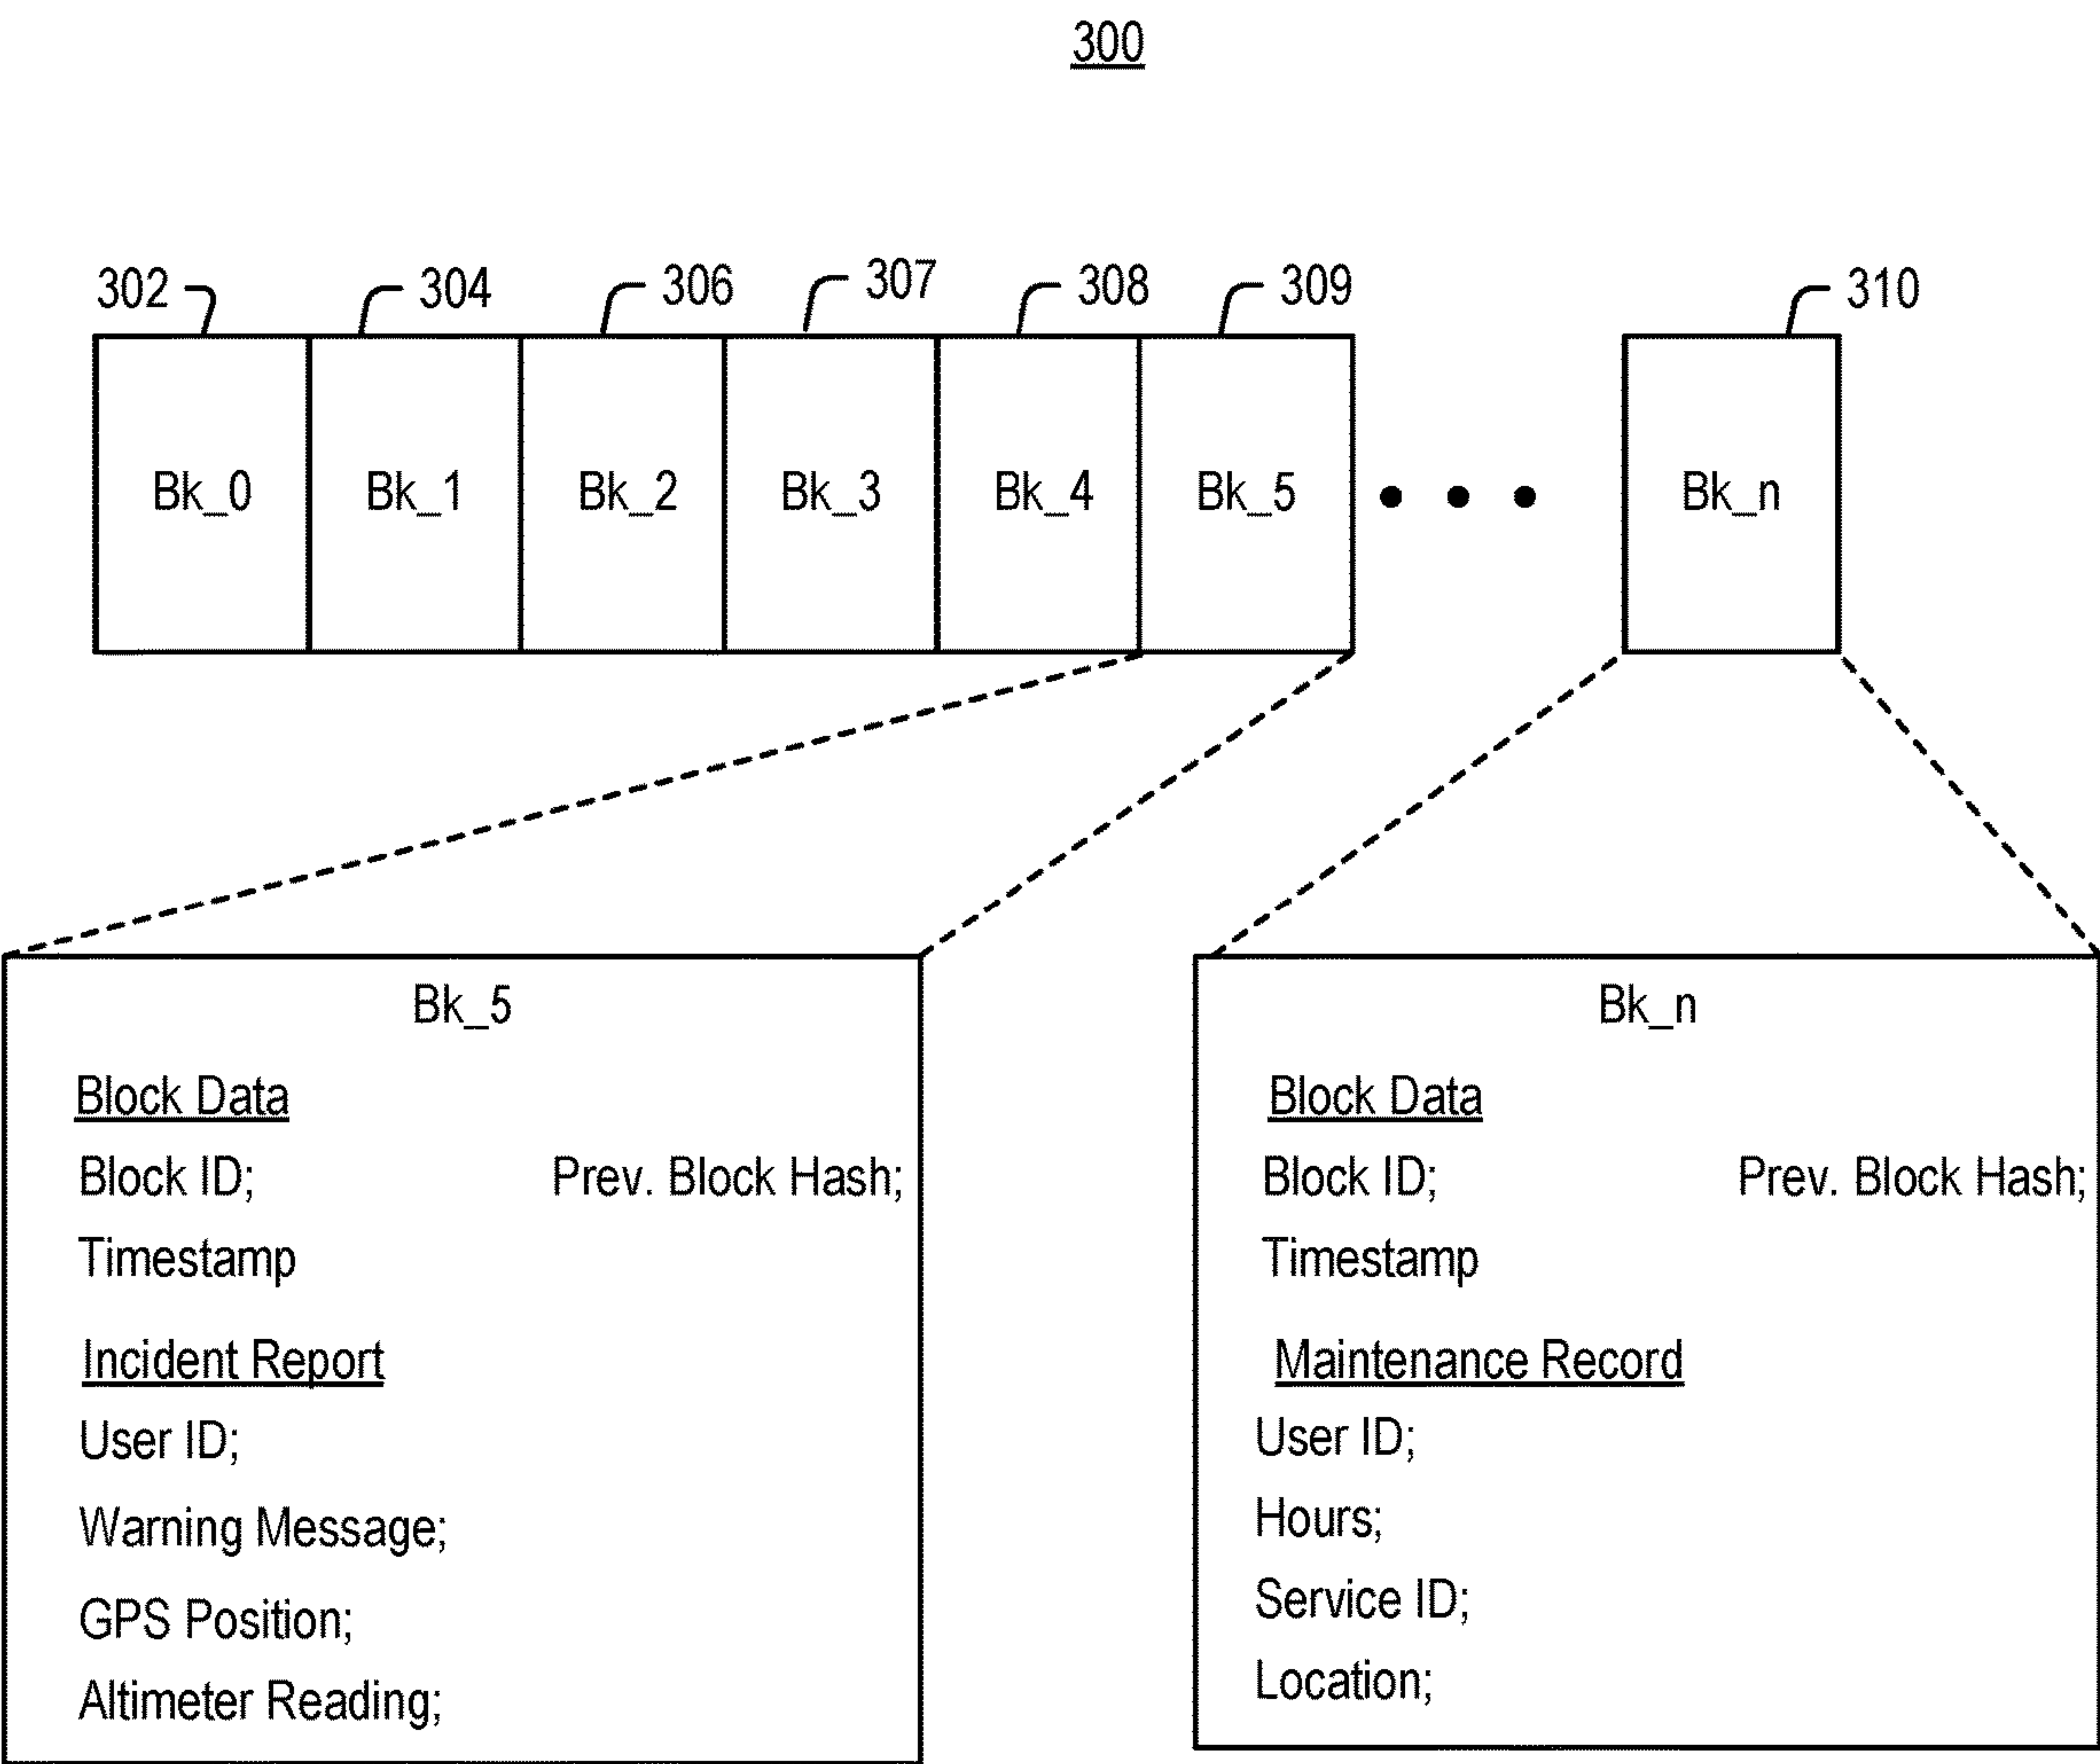 300
302 304 306 307 308 309 310
Bk_0 Bk_1 Bk_2 Bk_3 Bk_4 Bk_5 Bk_n
Bk_5
Block Data
Block ID; Prev. Block Hash;
Timestamp
Incident Report
User ID;
Warning Message;
GPS Position;
Altimeter Reading;
Bk_n
Block Data
Block ID; Prev. Block Hash;
Timestamp
Maintenance Record
User ID;
Hours;
Service ID;
Location;